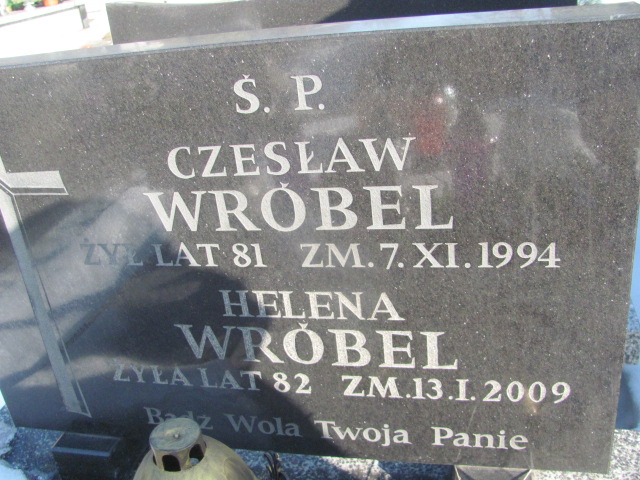 Ś. P.
CZESŁAW
WRÓBEL
ŻYŁ LAT 81 ZM. 7. XI. 1994
HELENA
WRÓBEL
ŻYŁA LAT 82 ZM. 13. I. 2009
Bądź Wola Twoja Panie